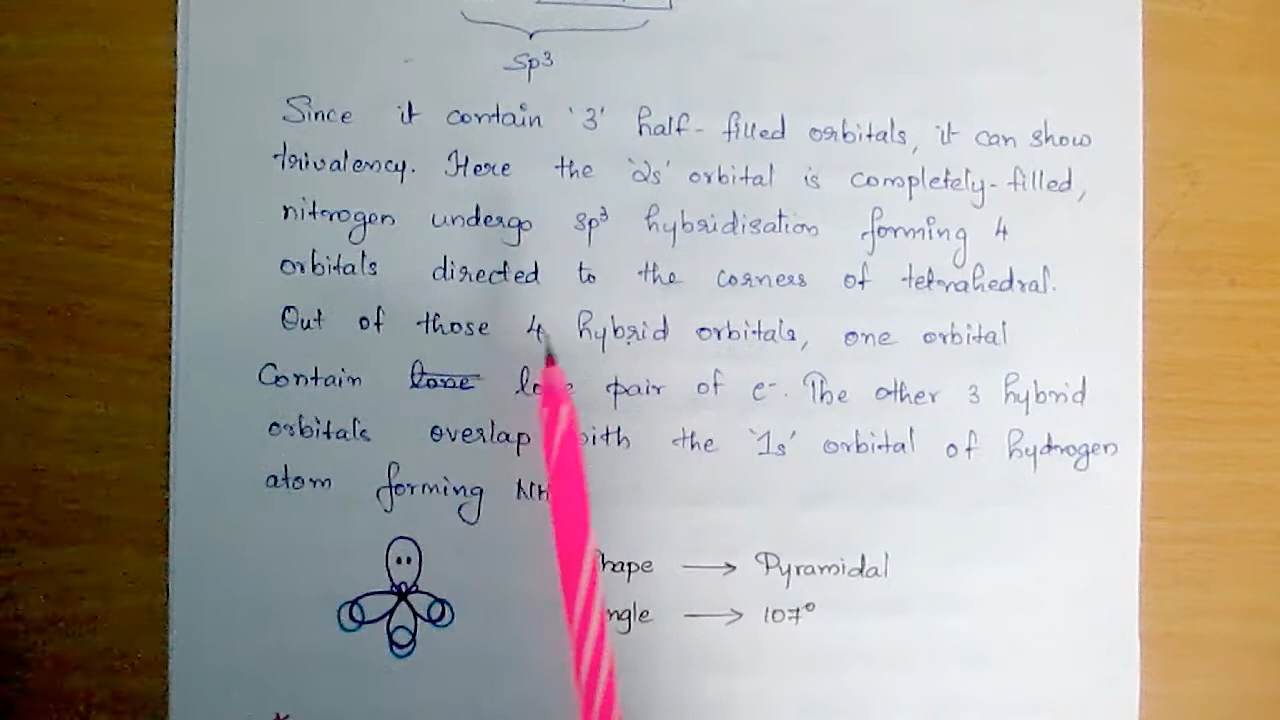 Sp³
Since it contain '3' half-filled orbitals, it can show
trivalency. Here the '2s' orbital is completely-filled,
nitrogen undergo sp³ hybridisation forming 4
orbitals directed to the corners of tetrahedral.
Out of those 4 hybrid orbitals, one orbital
Contain lone pair of e⁻. The other 3 hybrid
orbitals overlap with the '1s' orbital of hydrogen
atom forming NH
Shape → Pyramidal
Angle → 107°